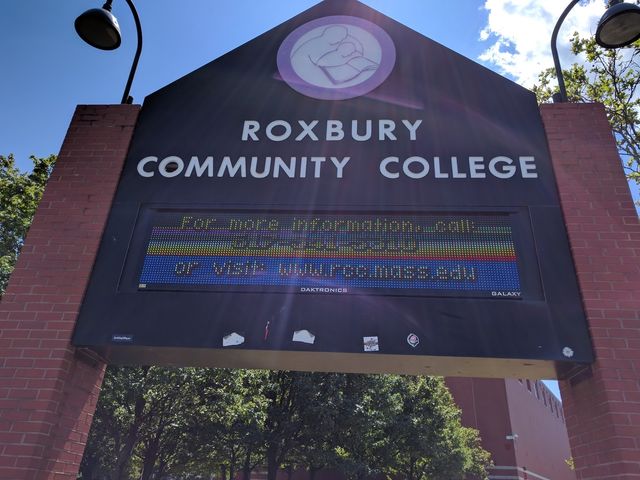 ROXBURY
COMMUNITY COLLEGE
For more information, call:
or visit: www.rcc.mass.edu
DAKTRONICS
GALAXY